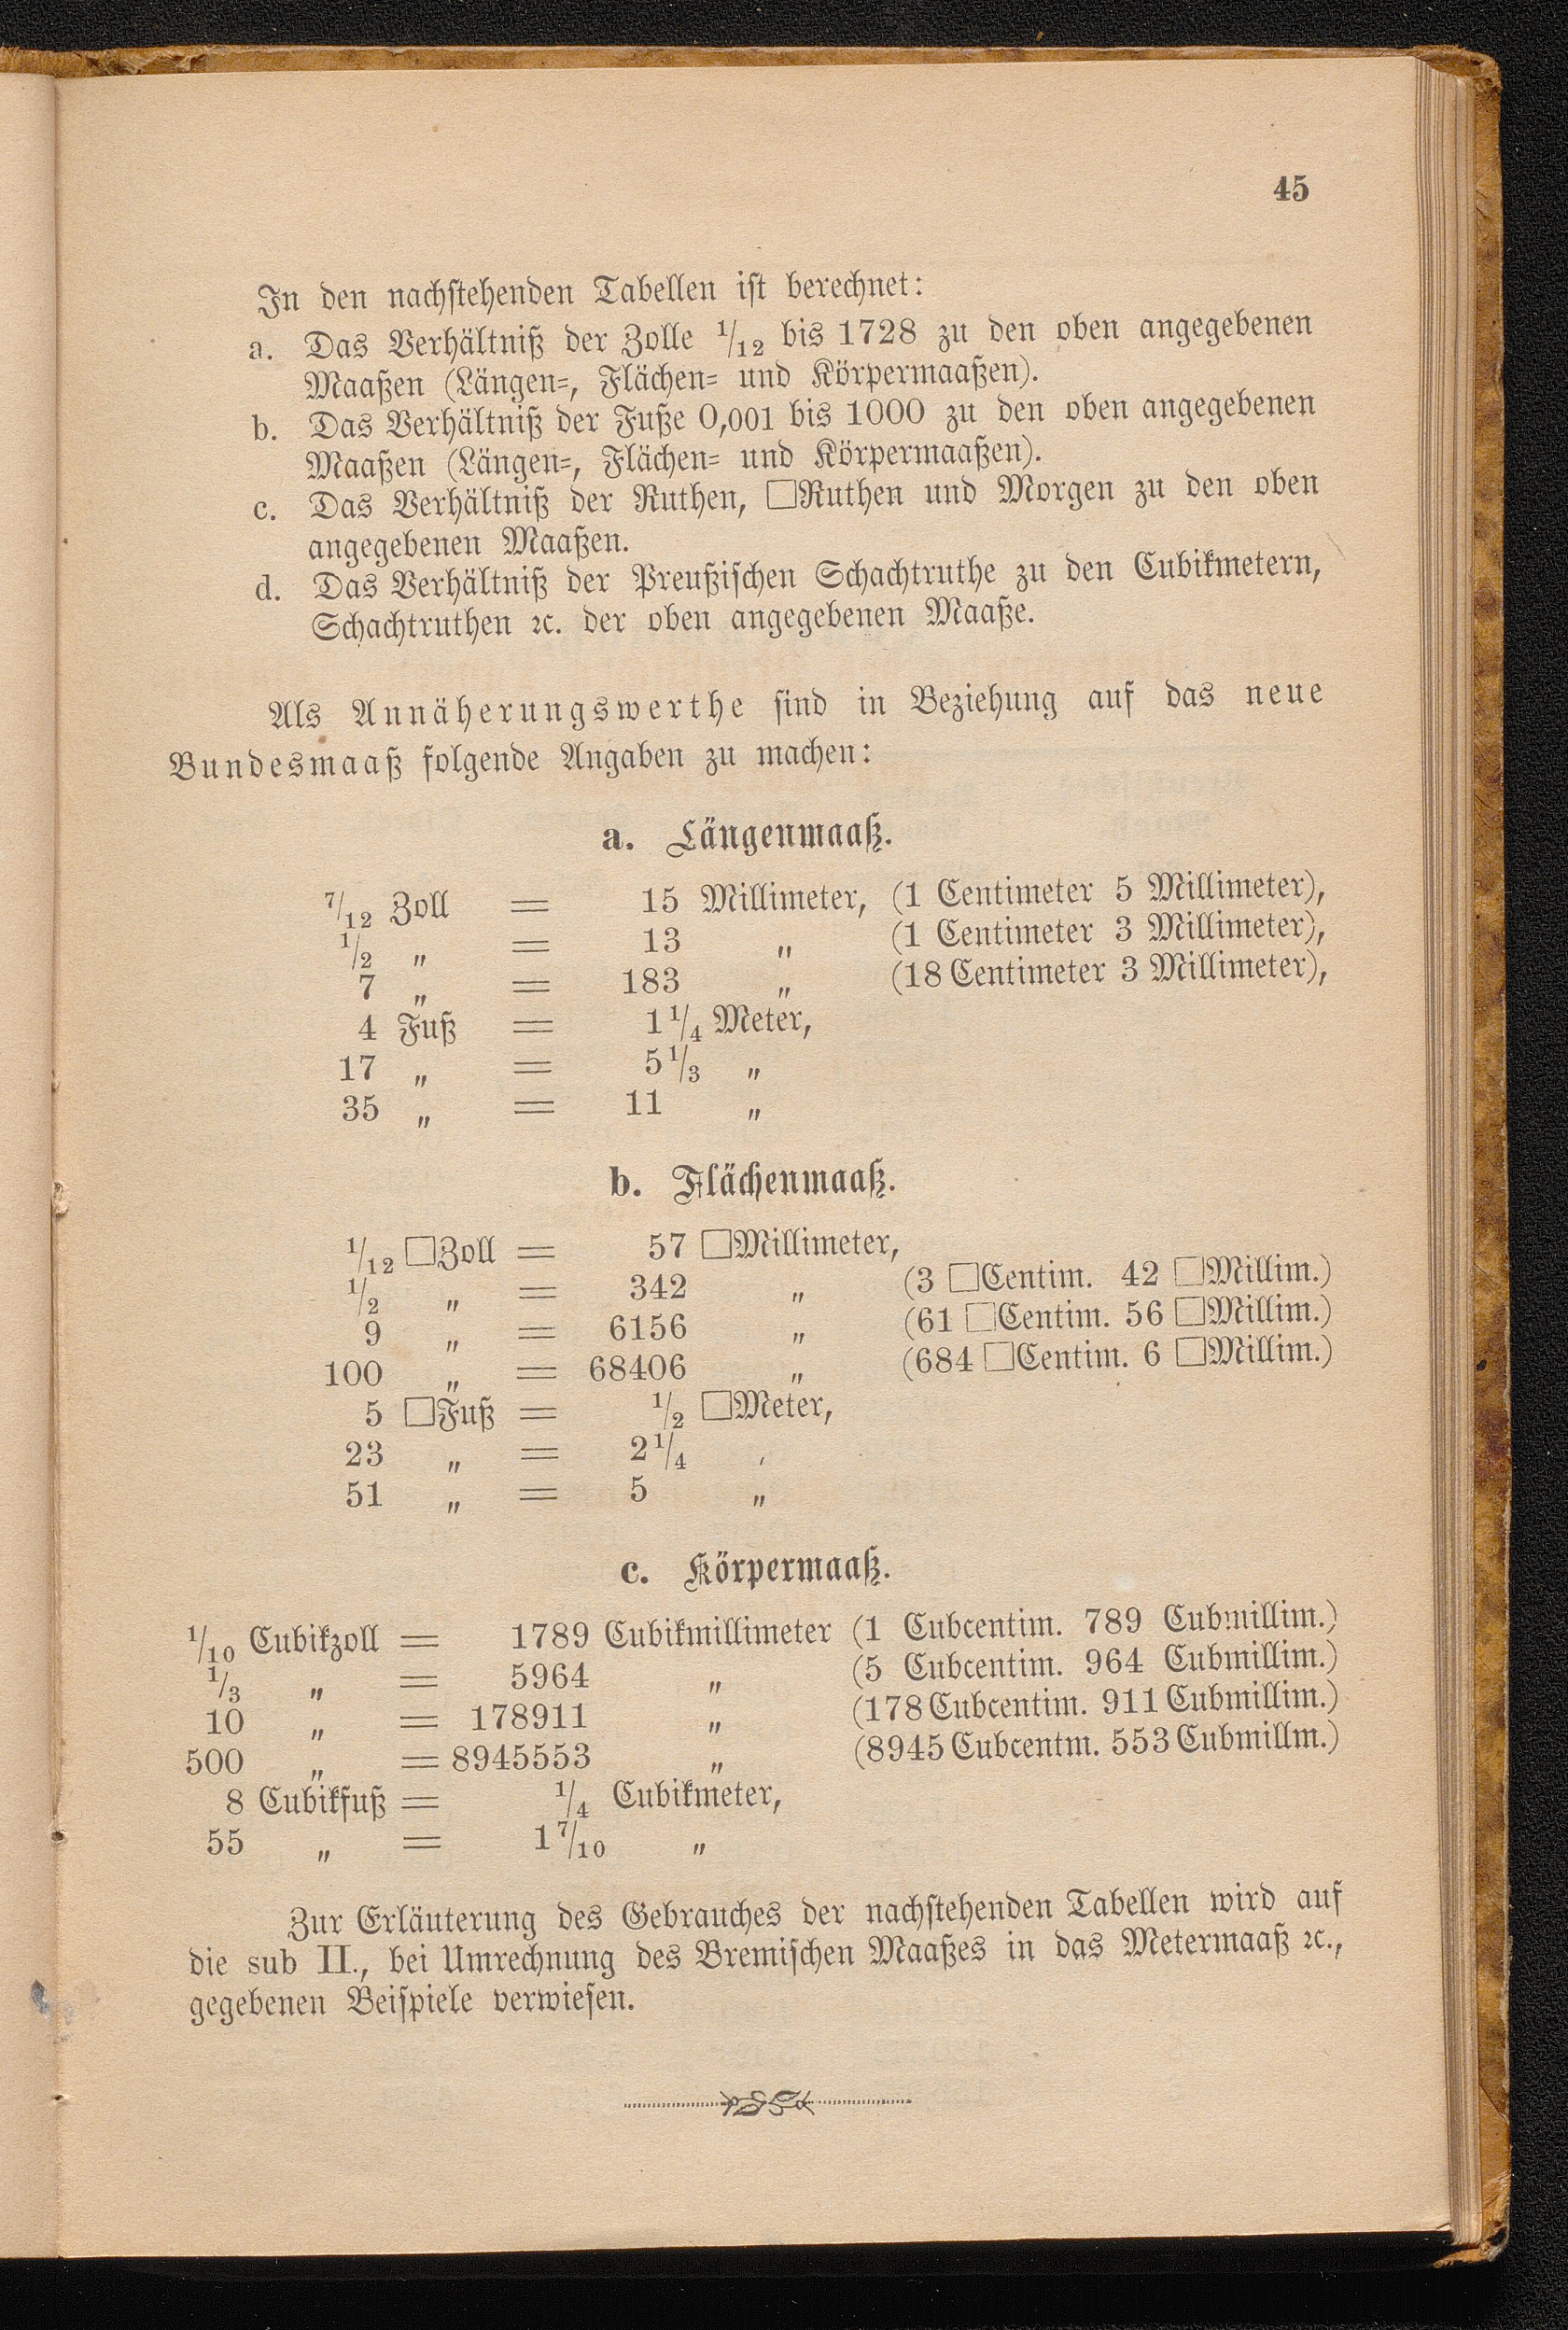 45
In den nachstehenden Tabellen ist berechnet:
a. Das Verhältniß der Zolle 1/12 bis 1728 zu den oben angegebenen
Maaßen (Längen=, Flächen= und Körpermaaßen).
b. Das Verhältniß der Fuße 0,001 bis 1000 zu den oben angegebenen
Maaßen (Längen=, Flächen= und Körpermaaßen).
c. Das Verhältniß der Ruthen, □Ruthen und Morgen zu den oben
angegebenen Maaßen.
d. Das Verhältniß der Preußischen Schachtruthe zu den Cubikmetern,
Schachtruthen ꝛc. der oben angegebenen Maaße.
Als Annäherungswerthe sind in Beziehung auf das neue
Bundesmaaß folgende Angaben zu machen:
a. Längenmaaß.
7/12 Zoll = 15 Millimeter, (1 Centimeter 5 Millimeter),
1/2 „ = 13 „ (1 Centimeter 3 Millimeter),
7 „ = 183 „ (18 Centimeter 3 Millimeter),
4 Fuß = 1 1/4 Meter,
17 „ = 5 1/3 „
35 „ = 11 „
b. Flächenmaaß.
1/12 □Zoll = 57 □Millimeter,
1/2 „ = 342 „ (3 □Centim. 42 □Millim.)
9 „ = 6156 „ (61 □Centim. 56 □Millim.)
100 „ = 68406 „ (684 □Centim. 6 □Millim.)
5 □Fuß = 1/2 □Meter,
23 „ = 2 1/4 „
51 „ = 5 „
c. Körpermaaß.
1/10 Cubikzoll = 1789 Cubikmillimeter (1 Cubcentim. 789 Cubmillim.)
1/3 „ = 5964 „ (5 Cubcentim. 964 Cubmillim.)
10 „ = 178911 „ (178 Cubcentim. 911 Cubmillim.)
500 „ = 8945553 „ (8945 Cubcentm. 553 Cubmillm.)
8 Cubikfuß = 1/4 Cubikmeter,
55 „ = 1 7/10 „
Zur Erläuterung des Gebrauches der nachstehenden Tabellen wird auf
die sub II., bei Umrechnung des Bremischen Maaßes in das Metermaaß ꝛc.,
gegebenen Beispiele verwiesen.